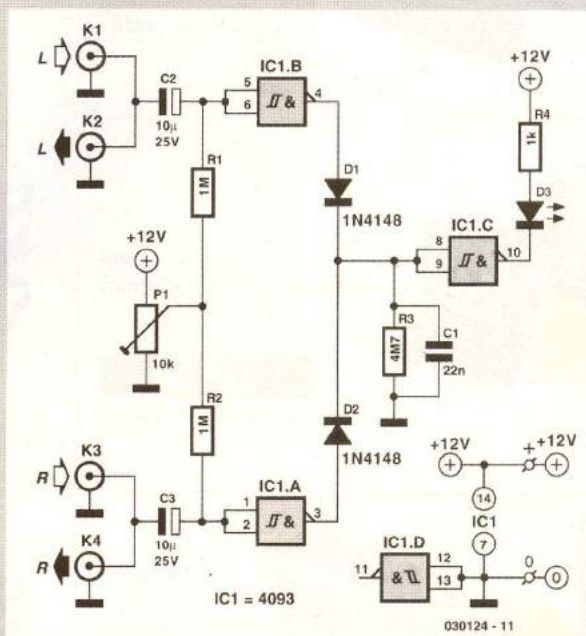 K1
L
K2
L
C2
10µ
25V
R1
1M
5
6
IC1.B
&
4
D1
1N4148
+12V
R4
1k
D3
8
9
IC1.C
&
10
+12V
P1
10k
R3
4M7
C1
22n
R2
1M
D2
1N4148
K3
R
K4
R
C3
10µ
25V
1
2
IC1.A
&
3
+12V
+
+12V
14
IC1
7
0
0
11
IC1.D
&
12
13
IC1 = 4093
030124 - 11